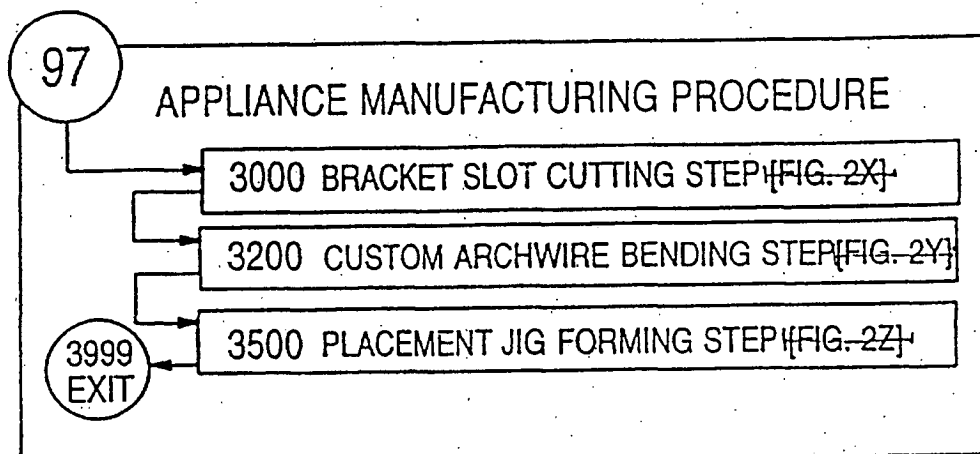 97
APPLIANCE MANUFACTURING PROCEDURE
3000 BRACKET SLOT CUTTING STEP [FIG. 2X]
3200 CUSTOM ARCHWIRE BENDING STEP [FIG. 2Y]
3500 PLACEMENT JIG FORMING STEP [FIG. 2Z]
3999
EXIT